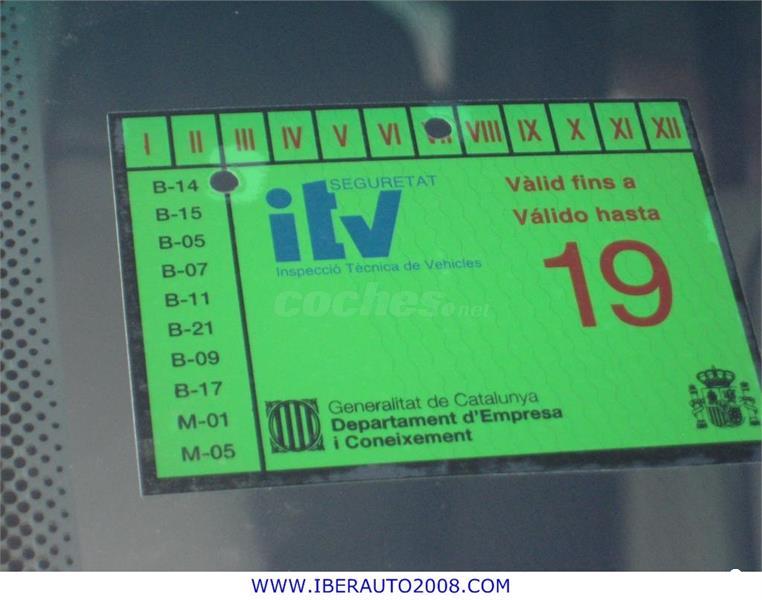 I II III IV V VI VIII IX X XI XII
B-14
B-15
B-05
B-07
B-11
B-21
B-09
B-17
M-01
M-05
SEGURETAT
itv
Inspecció Tècnica de Vehicles
Vàlid fins a
Válido hasta
19
coches.net
Generalitat de Catalunya
Departament d'Empresa
i Coneixement
WWW.IBERAUTO2008.COM